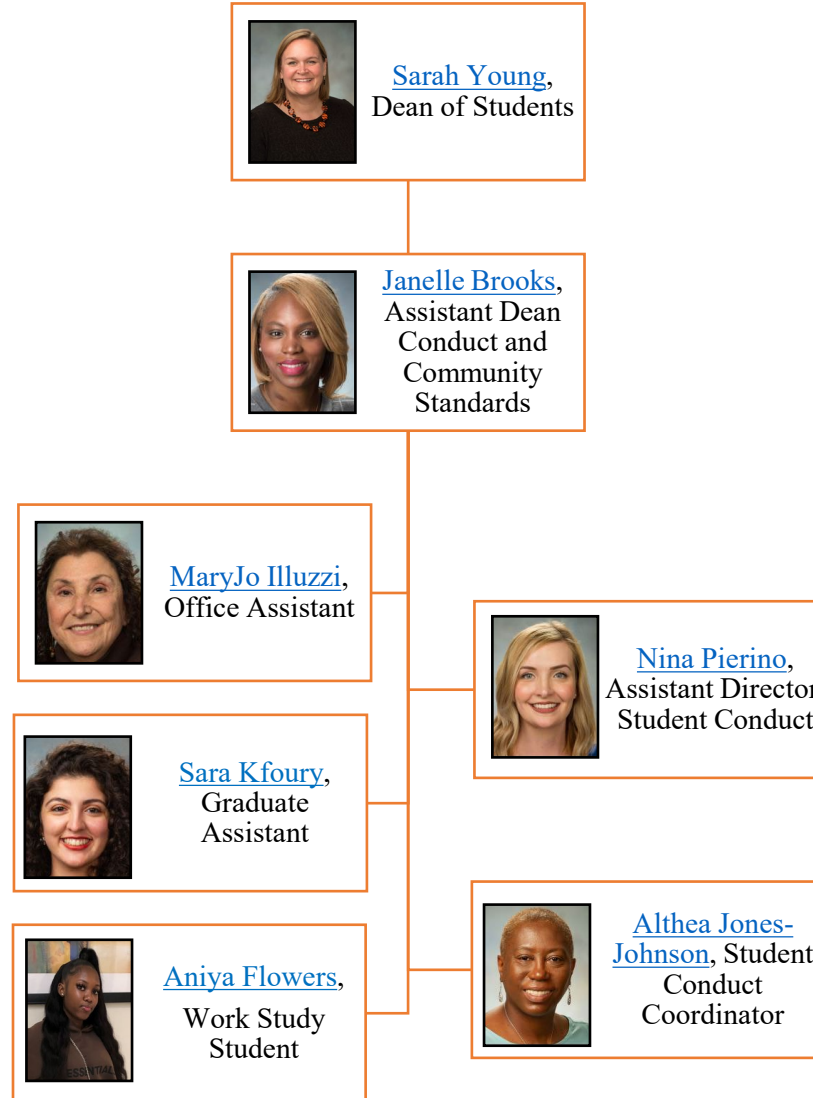 Sarah Young,
Dean of Students
Janelle Brooks,
Assistant Dean
Conduct and
Community
Standards
MaryJo Illuzzi,
Office Assistant
Nina Pierino,
Assistant Director
Student Conduct
Sara Kfoury,
Graduate
Assistant
Althea Jones-
Johnson, Student
Conduct
Coordinator
Aniya Flowers,
Work Study
Student
ESSENTIAL